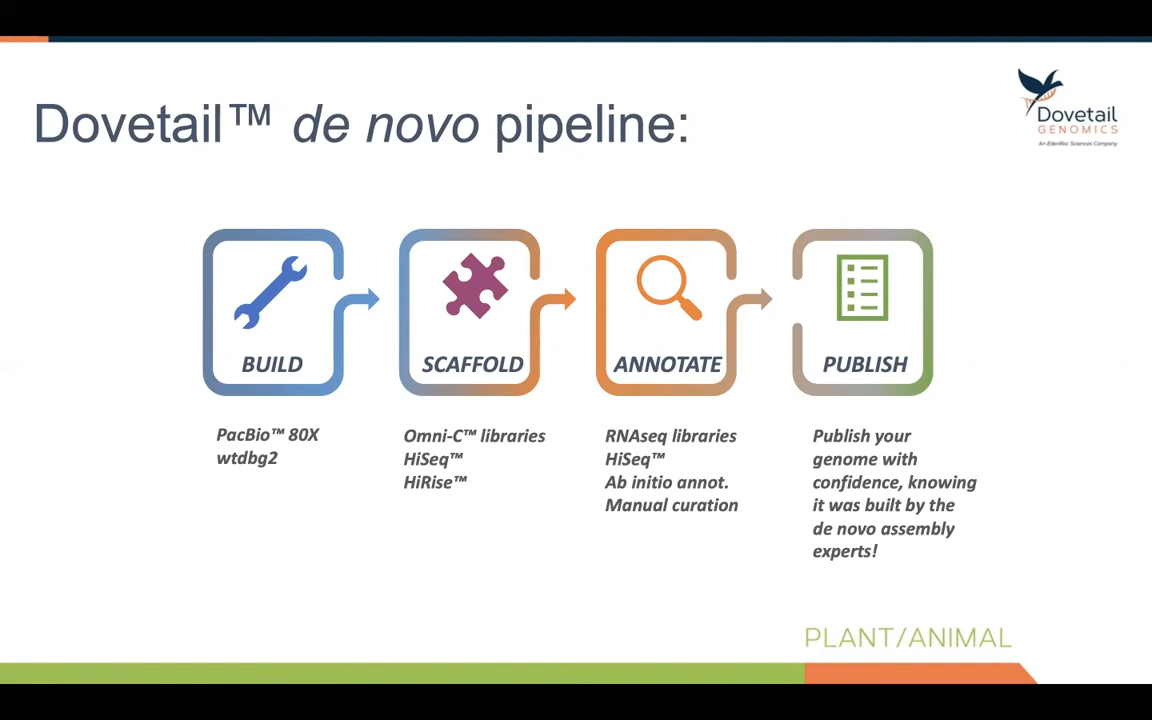 Dovetail™ de novo pipeline:
Dovetail
GENOMICS
An EdenRoc Sciences Company
BUILD
SCAFFOLD
ANNOTATE
PUBLISH
PacBio™ 80X
wtdbg2
Omni-C™ libraries
HiSeq™
HiRise™
RNAseq libraries
HiSeq™
Ab initio annot.
Manual curation
Publish your
genome with
confidence, knowing
it was built by the
de novo assembly
experts!
PLANT/ANIMAL